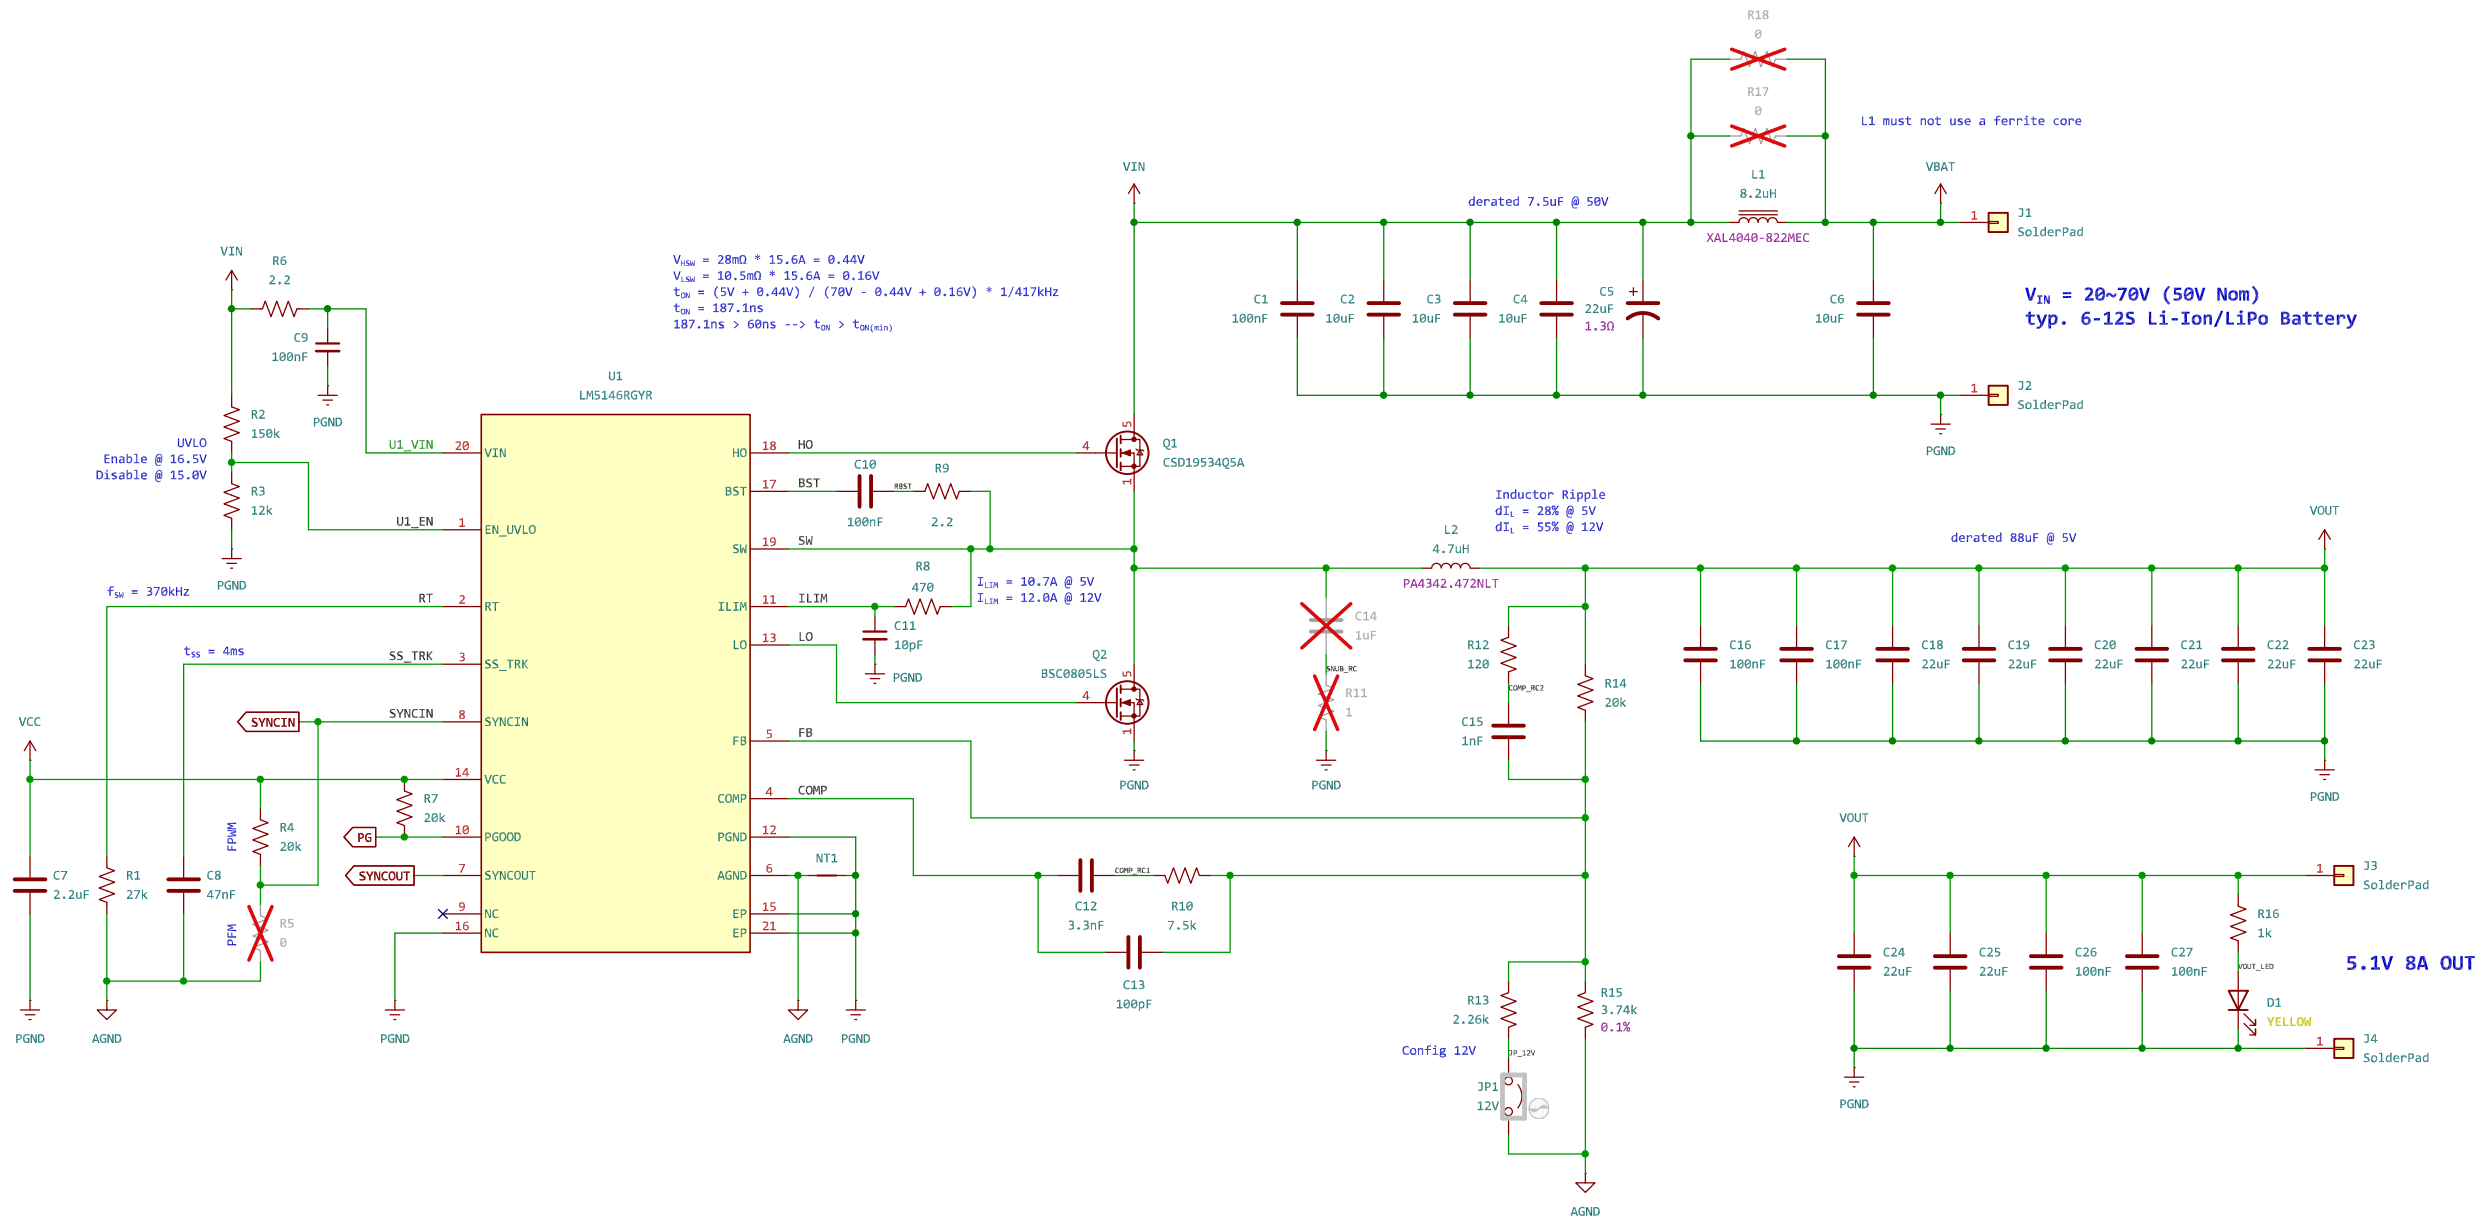 R18
0
R17
0
L1 must not use a ferrite core
VIN
L1
8.2uH
VBAT
derated 7.5uF @ 50V
1
J1
SolderPad
XAL4040-822MEC
VIN
R6
2.2
VHSW = 28mΩ * 15.6A = 0.44V
VLSW = 10.5mΩ * 15.6A = 0.16V
tON = (5V + 0.44V) / (70V - 0.44V + 0.16V) * 1/417kHz
tON = 187.1ns
187.1ns > 60ns --> tON > tON(min)
C1
100nF
C2
10uF
C3
10uF
C4
10uF
+
C5
22uF
1.3Ω
C6
10uF
VIN = 20~70V (50V Nom)
typ. 6-12S Li-Ion/LiPo Battery
C9
100nF
PGND
U1
LM5146RGYR
1
J2
SolderPad
PGND
R2
150k
UVLO
Enable @ 16.5V
Disable @ 15.0V
R3
12k
PGND
U1_VIN
20
VIN
U1_EN
1
EN_UVLO
HO
18
HO
4
5
1
Q1
CSD19534Q5A
BST
17
BST
C10
100nF
RBST
R9
2.2
SW
19
SW
Inductor Ripple
dIL = 28% @ 5V
dIL = 55% @ 12V
L2
4.7uH
PA4342.472NLT
derated 88uF @ 5V
VOUT
fSW = 370kHz
RT
2
RT
ILIM
11
ILIM
R8
470
ILIM = 10.7A @ 5V
ILIM = 12.0A @ 12V
C11
10pF
PGND
C14
1uF
SNUB_RC
R11
1
PGND
tSS = 4ms
SS_TRK
3
SS_TRK
LO
13
LO
Q2
BSC0805LS
4
5
1
PGND
R12
120
COMP_RC2
C15
1nF
R14
20k
C16
100nF
C17
100nF
C18
22uF
C19
22uF
C20
22uF
C21
22uF
C22
22uF
C23
22uF
PGND
SYNCIN
SYNCIN
8
SYNCIN
VCC
14
VCC
FB
5
FB
COMP
4
COMP
R7
20k
PG
10
PGOOD
PGND
12
SYNCOUT
7
SYNCOUT
AGND
6
NT1
FPWM
R4
20k
PFM
R5
0
C7
2.2uF
R1
27k
C8
47nF
9
NC
16
NC
EP
15
EP
21
PGND
AGND
PGND
AGND
PGND
C12
3.3nF
COMP_RC1
R10
7.5k
C13
100pF
R13
2.26k
R15
3.74k
0.1%
Config 12V
JP_12V
JP1
12V
AGND
VOUT
1
J3
SolderPad
R16
1k
C24
22uF
C25
22uF
C26
100nF
C27
100nF
VOUT_LED
5.1V 8A OUT
D1
YELLOW
1
J4
SolderPad
PGND